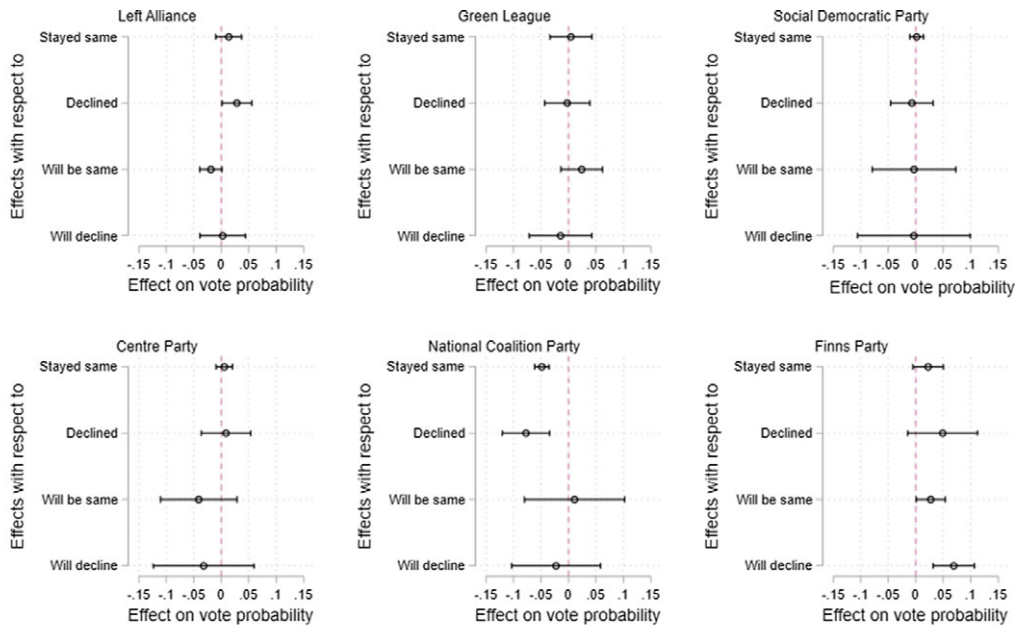 Left Alliance
Effects with respect to
Stayed same
Declined
Will be same
Will decline
-.15 -.1 -.05 0 .05 .1 .15
Effect on vote probability
Green League
Effects with respect to
Stayed same
Declined
Will be same
Will decline
-.15 -.1 -.05 0 .05 .1 .15
Effect on vote probability
Social Democratic Party
Effects with respect to
Stayed same
Declined
Will be same
Will decline
-.15 -.1 -.05 0 .05 .1 .15
Effect on vote probability
Centre Party
Effects with respect to
Stayed same
Declined
Will be same
Will decline
-.15 -.1 -.05 0 .05 .1 .15
Effect on vote probability
National Coalition Party
Effects with respect to
Stayed same
Declined
Will be same
Will decline
-.15 -.1 -.05 0 .05 .1 .15
Effect on vote probability
Finns Party
Effects with respect to
Stayed same
Declined
Will be same
Will decline
-.15 -.1 -.05 0 .05 .1 .15
Effect on vote probability